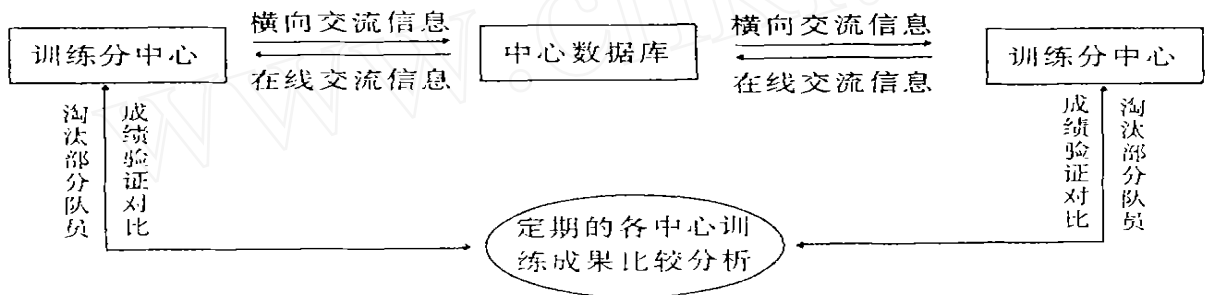 横向交流信息
训练分中心
在线交流信息
中心数据库
横向交流信息
在线交流信息
训练分中心
淘汰部分队员
成绩验证对比
成绩验证对比
淘汰部分队员
定期的各中心训
练成果比较分析